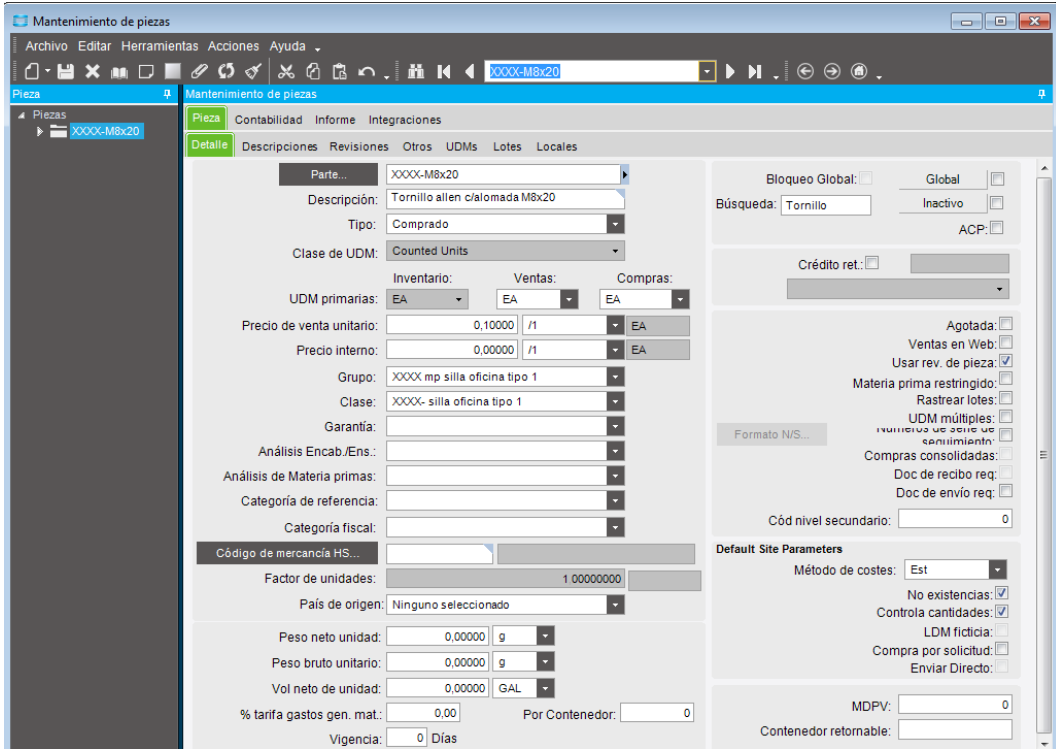 Mantenimiento de piezas
Archivo Editar Herramientas Acciones Ayuda
XXXX-M8x20
Pieza
Mantenimiento de piezas
Piezas
XXXX-M8x20
Pieza Contabilidad Informe Integraciones
Detalle Descripciones Revisiones Otros UDMs Lotes Locales
Parte... XXXX-M8x20
Descripción: Tornillo allen c/alomada M8x20
Tipo: Comprado
Clase de UDM: Counted Units
Inventario: Ventas: Compras:
UDM primarias: EA EA EA
Precio de venta unitario: 0,10000 /1 EA
Precio interno: 0,00000 /1 EA
Grupo: XXXX mp silla oficina tipo 1
Clase: XXXX- silla oficina tipo 1
Garantía:
Análisis Encab./Ens.:
Análisis de Materia primas:
Categoría de referencia:
Categoría fiscal:
Código de mercancía HS...
Factor de unidades: 1 00000000
País de origen: Ninguno seleccionado
Peso neto unidad: 0,00000 g
Peso bruto unitario: 0,00000 g
Vol neto de unidad: 0,00000 GAL
% tarifa gastos gen. mat.: 0,00 Por Contenedor: 0
Vigencia: 0 Días
Bloqueo Global: Global
Búsqueda: Tornillo Inactivo
ACP:
Crédito ret.:
Agotada:
Ventas en Web:
Usar rev. de pieza:
Materia prima restringido:
Rastrear lotes:
UDM múltiples:
Formato N/S... Números de serie de
seguimiento:
Compras consolidadas:
Doc de recibo req:
Doc de envío req:
Cód nivel secundario: 0
Default Site Parameters
Método de costes: Est
No existencias:
Controla cantidades:
LDM ficticia:
Compra por solicitud:
Enviar Directo:
MDPV: 0
Contenedor retornable: